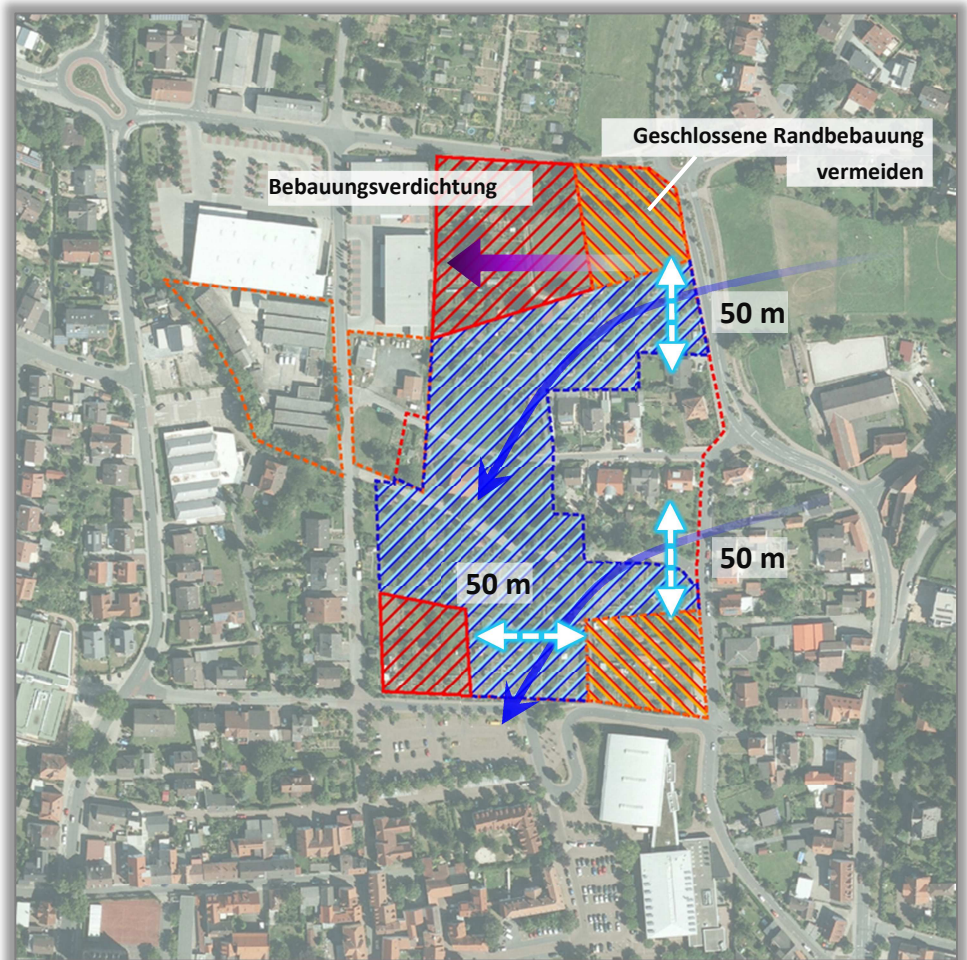 Geschlossene Randbebauung
vermeiden
Bebauungsverdichtung
50 m
50 m
50 m